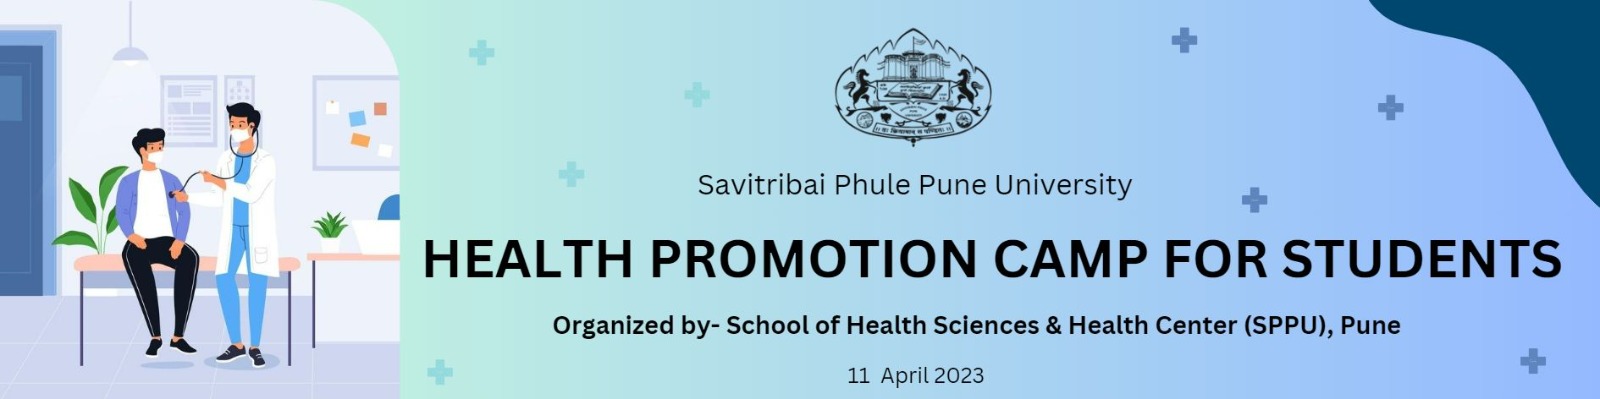 Savitribai Phule Pune University
HEALTH PROMOTION CAMP FOR STUDENTS
Organized by- School of Health Sciences & Health Center (SPPU), Pune
11 April 2023